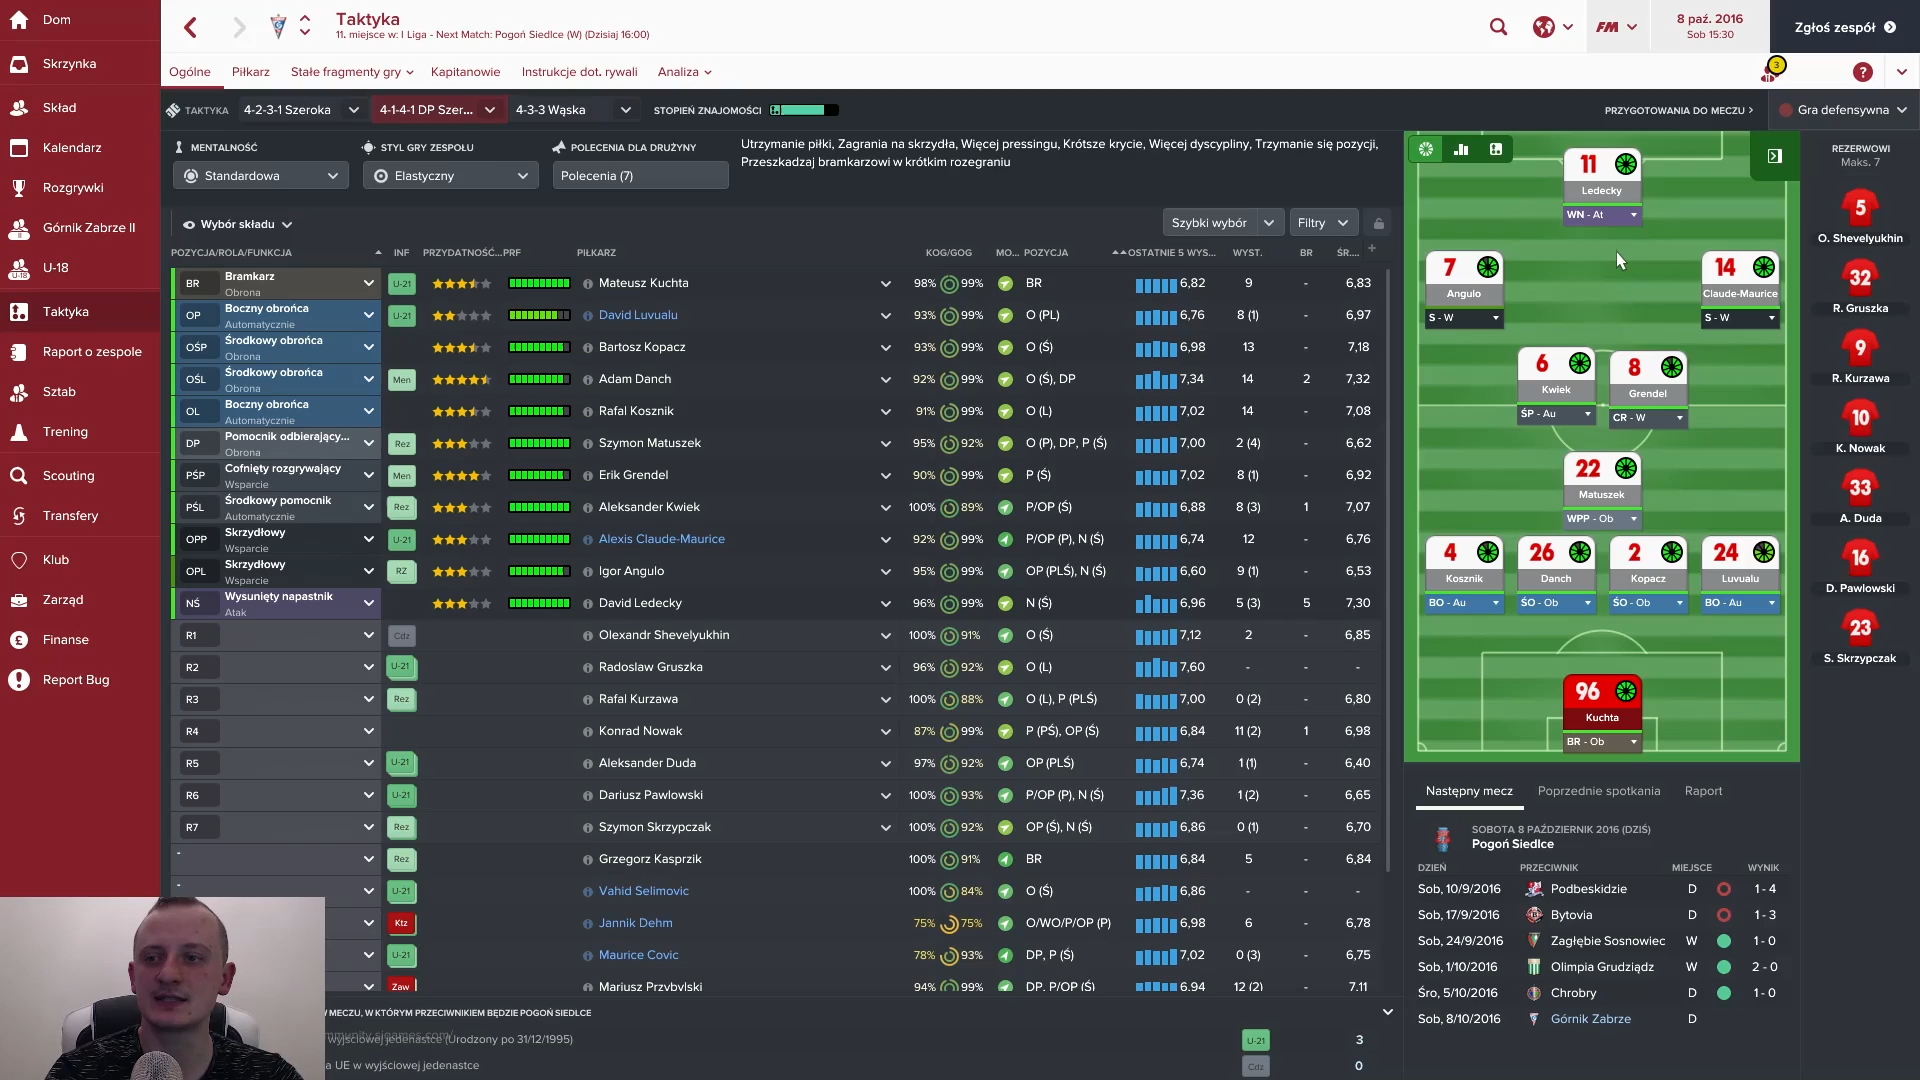 Dom
Skrzynka
Skład
Kalendarz
Rozgrywki
Górnik Zabrze II
U-18
Taktyka
Raport o zespole
Sztab
Trening
Scouting
Transfery
Klub
Zarząd
Finanse
Report Bug
Taktyka
11. miejsce w: I Liga - Next Match: Pogoń Siedlce (W) (Dzisiaj 16:00)
FM
8 paź. 2016
Sob 15:30
Zgłoś zespół
Ogólne Piłkarz Stałe fragmenty gry Kapitanowie Instrukcje dot. rywali Analiza
3
?
TAKTYKA 4-2-3-1 Szeroka 4-1-4-1 DP Szer... 4-3-3 Wąska STOPIEŃ ZNAJOMOŚCI
PRZYGOTOWANIA DO MECZU > Gra defensywna
MENTALNOŚĆ STYL GRY ZESPOŁU POLECENIA DLA DRUŻYNY
Standardowa Elastyczny Polecenia (7)
Utrzymanie piłki, Zagrania na skrzydła, Więcej pressingu, Krótsze krycie, Więcej dyscypliny, Trzymanie się pozycji,
Przeszkadzaj bramkarzowi w krótkim rozegraniu
Wybór składu Szybki wybór Filtry
POZYCJA/ROLA/FUNKCJA INF PRZYDATNOŚĆ... PRF PIŁKARZ KOG/GOG MO... POZYCJA OSTATNIE 5 WYS... WYST. BR ŚR....
BR Bramkarz Obrona U-21 Mateusz Kuchta 98% 99% BR 6,82 9 - 6,83
OP Boczny obrońca Automatycznie U-21 David Luvualu 93% 99% O (PL) 6,76 8 (1) - 6,97
OŚP Środkowy obrońca Obrona Bartosz Kopacz 93% 99% O (Ś) 6,98 13 - 7,18
OŚL Środkowy obrońca Obrona Men Adam Danch 92% 99% O (Ś), DP 7,34 14 2 7,32
OL Boczny obrońca Automatycznie Rafal Kosznik 91% 99% O (L) 7,02 14 - 7,08
DP Pomocnik odbierający... Obrona Rez Szymon Matuszek 95% 92% O (P), DP, P (Ś) 7,00 2 (4) - 6,62
PŚP Cofnięty rozgrywający Wsparcie Men Erik Grendel 90% 99% P (Ś) 7,02 8 (1) - 6,92
PŚL Środkowy pomocnik Automatycznie Rez Aleksander Kwiek 100% 89% P/OP (Ś) 6,88 8 (3) 1 7,07
OPP Skrzydłowy Wsparcie U-21 Alexis Claude-Maurice 92% 99% P/OP (P), N (Ś) 6,74 12 - 6,76
OPL Skrzydłowy Wsparcie RZ Igor Angulo 95% 99% OP (PLŚ), N (Ś) 6,60 9 (1) - 6,53
NŚ Wysunięty napastnik Atak David Ledecky 96% 99% N (Ś) 6,96 5 (3) 5 7,30
R1 Cdz Olexandr Shevelyukhin 100% 91% O (Ś) 7,12 2 - 6,85
R2 U-21 Radoslaw Gruszka 96% 92% O (L) 7,60 - - -
R3 Rez Rafal Kurzawa 100% 88% O (L), P (PLŚ) 7,00 0 (2) - 6,80
R4 Konrad Nowak 87% 99% P (PŚ), OP (Ś) 6,84 11 (2) 1 6,98
R5 U-21 Aleksander Duda 97% 92% OP (PLŚ) 6,74 1 (1) - 6,40
R6 U-21 Dariusz Pawlowski 100% 93% P/OP (P), N (Ś) 7,36 1 (2) - 6,65
R7 Rez Szymon Skrzypczak 100% 92% OP (Ś), N (Ś) 6,86 0 (1) - 6,70
- Rez Grzegorz Kasprzik 100% 91% BR 6,84 5 - 6,84
- U-21 Vahid Selimovic 100% 84% O (Ś) 6,86 - - -
Ktz Jannik Dehm 75% 75% O/WO/P/OP (P) 6,98 6 - 6,78
U-21 Maurice Covic 78% 93% DP, P (Ś) 7,02 0 (3) - 6,75
Zaw Mariusz Przybylski 94% 99% DP, P/OP (Ś) 6,94 12 (2) - 7,11
MECZU, W KTÓRYM PRZECIWNIKIEM BĘDZIE POGOŃ SIEDLCE
wyjściowej jedenastce (Urodzony po 31/12/1995) U-21 3
UE w wyjściowej jedenastce Cdz 0
11
Ledecky
WN - At
7 14
Angulo Claude-Maurice
S - W S - W
6 8
Kwiek Grendel
ŚP - Au CR - W
22
Matuszek
WPP - Ob
4 26 2 24
Kosznik Danch Kopacz Luvualu
BO - Au ŚO - Ob ŚO - Ob BO - Au
96
Kuchta
BR - Ob
REZERWOWI
Maks. 7
5
O. Shevelyukhin
32
R. Gruszka
9
R. Kurzawa
10
K. Nowak
33
A. Duda
16
D. Pawlowski
23
S. Skrzypczak
Następny mecz Poprzednie spotkania Raport
SOBOTA 8 PAŹDZIERNIK 2016 (DZIŚ)
Pogoń Siedlce
DZIEŃ PRZECIWNIK MIEJSCE WYNIK
Sob, 10/9/2016 Podbeskidzie D 1 - 4
Sob, 17/9/2016 Bytovia D 1 - 3
Sob, 24/9/2016 Zagłębie Sosnowiec W 1 - 0
Sob, 1/10/2016 Olimpia Grudziądz W 2 - 0
Śro, 5/10/2016 Chrobry D 1 - 0
Sob, 8/10/2016 Górnik Zabrze D